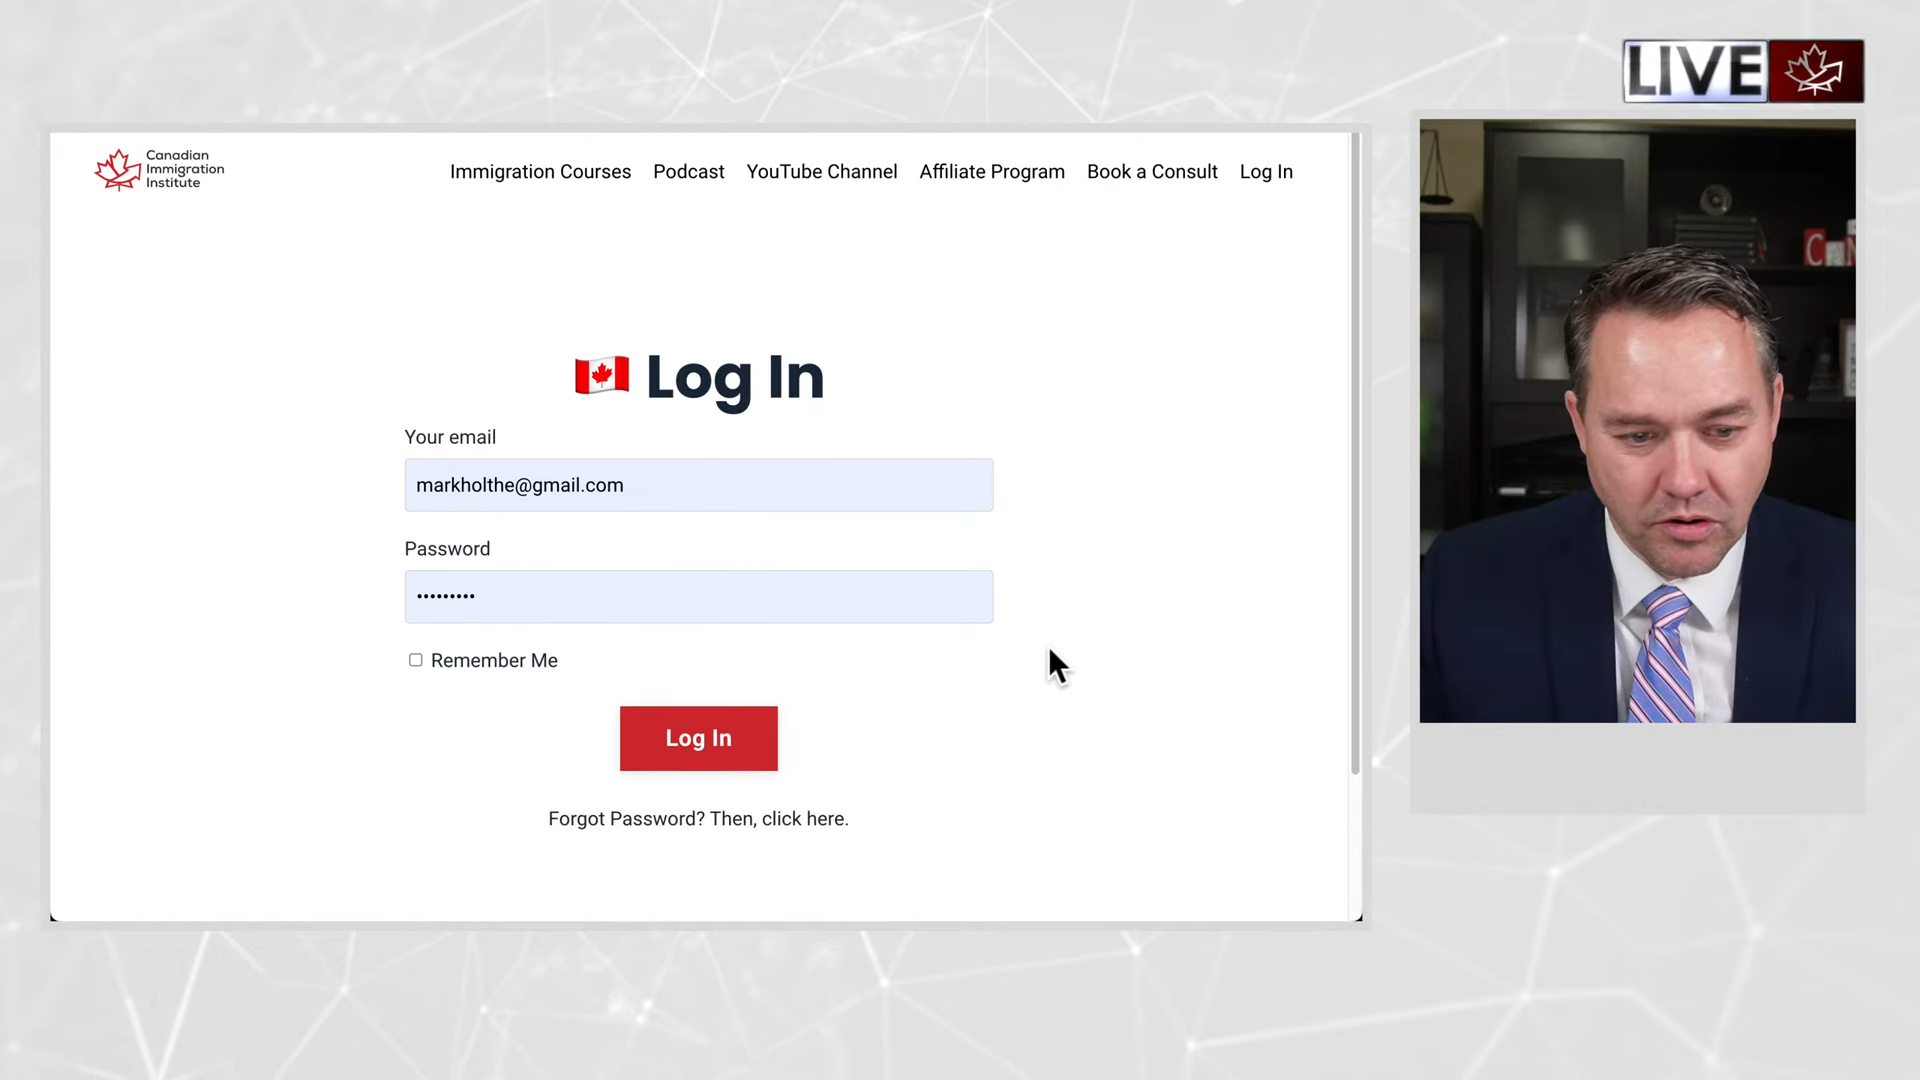 LIVE
Canadian
Immigration
Institute
Immigration Courses Podcast YouTube Channel Affiliate Program Book a Consult Log In
CAN
Log In
Your email
markholthe@gmail.com
Password
•••••••••
Remember Me
Log In
Forgot Password? Then, click here.